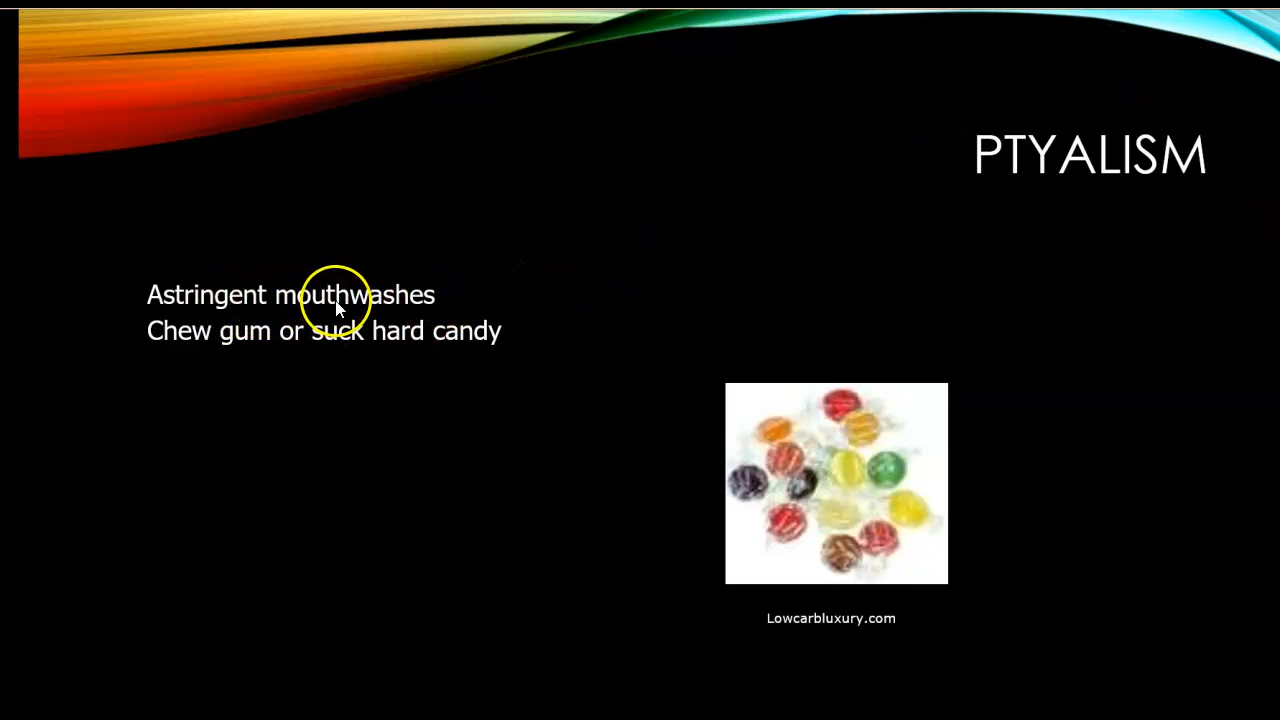 PTYALISM
Astringent mouthwashes
Chew gum or suck hard candy
Lowcarbluxury.com